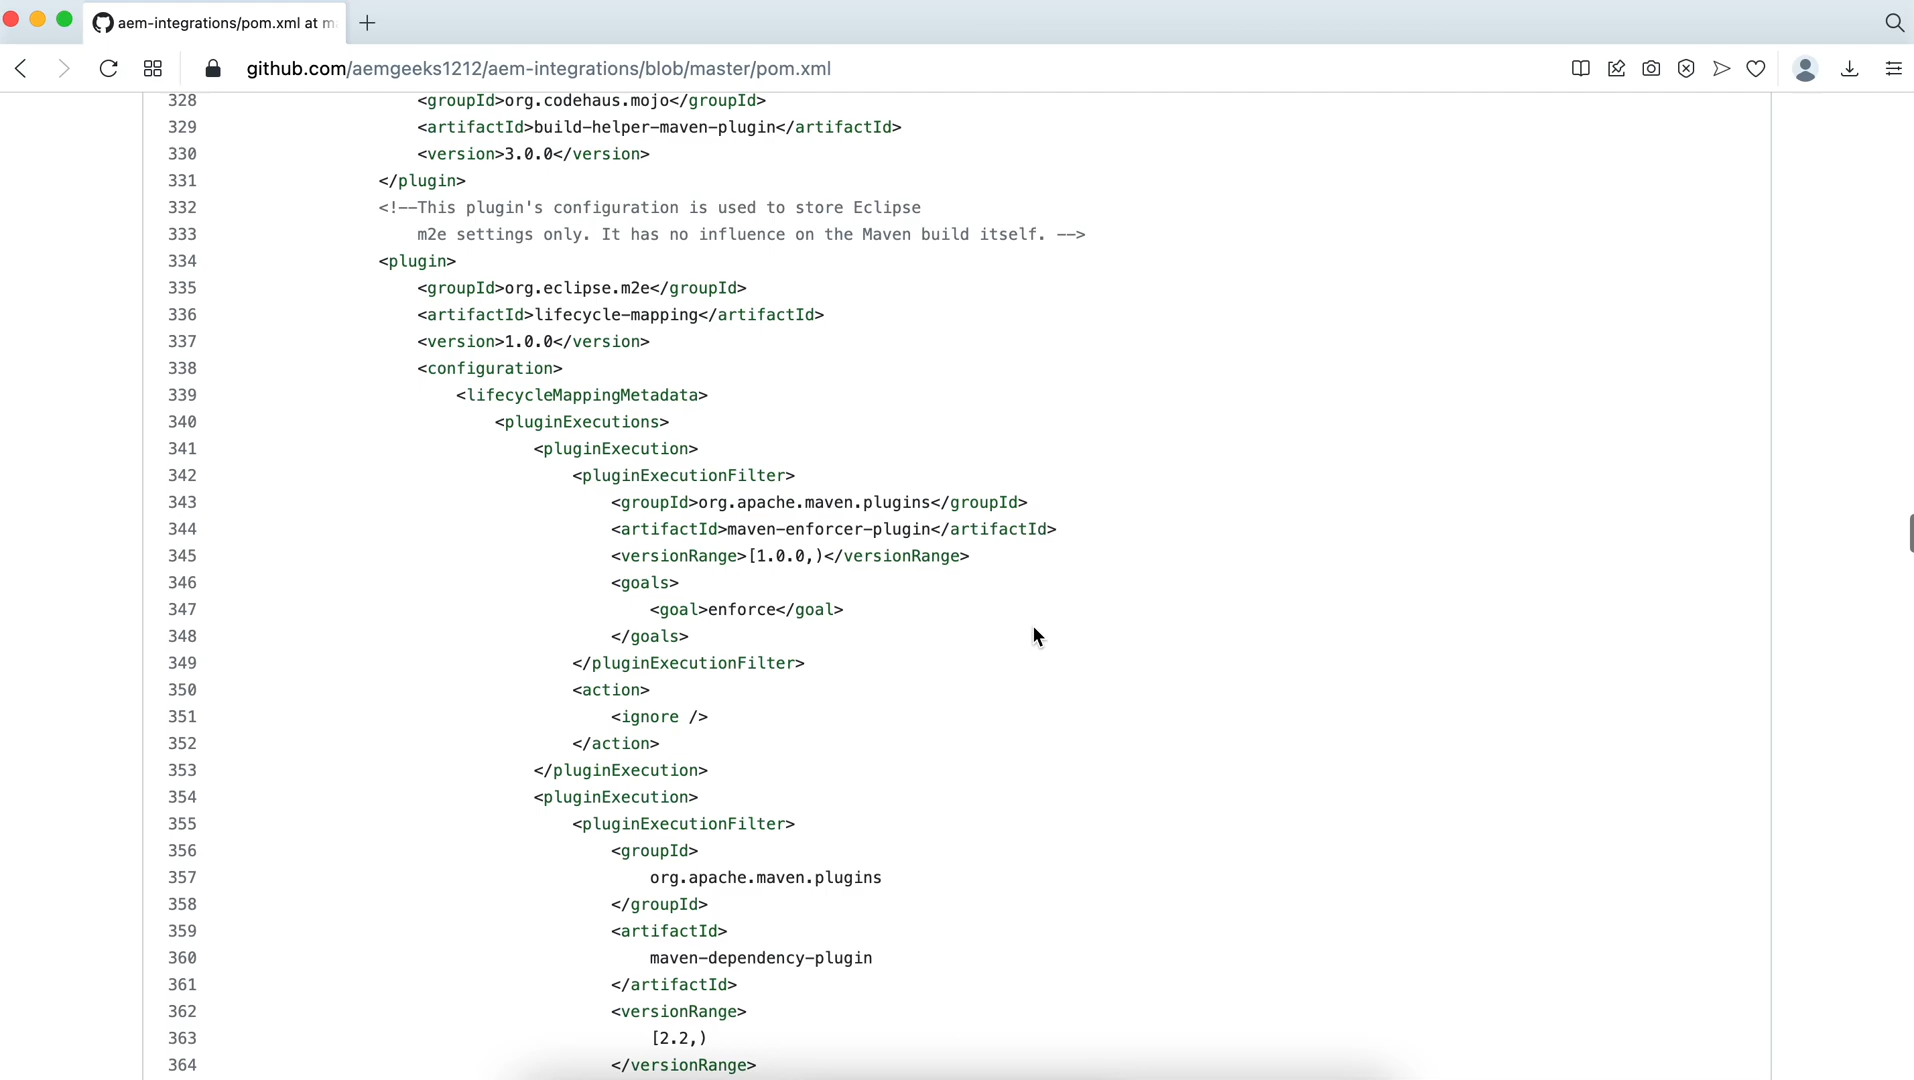 aem-integrations/pom.xml at m
github.com/aemgeeks1212/aem-integrations/blob/master/pom.xml
328 <groupId>org.codehaus.mojo</groupId>
329 <artifactId>build-helper-maven-plugin</artifactId>
330 <version>3.0.0</version>
331 </plugin>
332 <!--This plugin's configuration is used to store Eclipse
333 m2e settings only. It has no influence on the Maven build itself. -->
334 <plugin>
335 <groupId>org.eclipse.m2e</groupId>
336 <artifactId>lifecycle-mapping</artifactId>
337 <version>1.0.0</version>
338 <configuration>
339 <lifecycleMappingMetadata>
340 <pluginExecutions>
341 <pluginExecution>
342 <pluginExecutionFilter>
343 <groupId>org.apache.maven.plugins</groupId>
344 <artifactId>maven-enforcer-plugin</artifactId>
345 <versionRange>[1.0.0,)</versionRange>
346 <goals>
347 <goal>enforce</goal>
348 </goals>
349 </pluginExecutionFilter>
350 <action>
351 <ignore />
352 </action>
353 </pluginExecution>
354 <pluginExecution>
355 <pluginExecutionFilter>
356 <groupId>
357 org.apache.maven.plugins
358 </groupId>
359 <artifactId>
360 maven-dependency-plugin
361 </artifactId>
362 <versionRange>
363 [2.2,)
364 </versionRange>